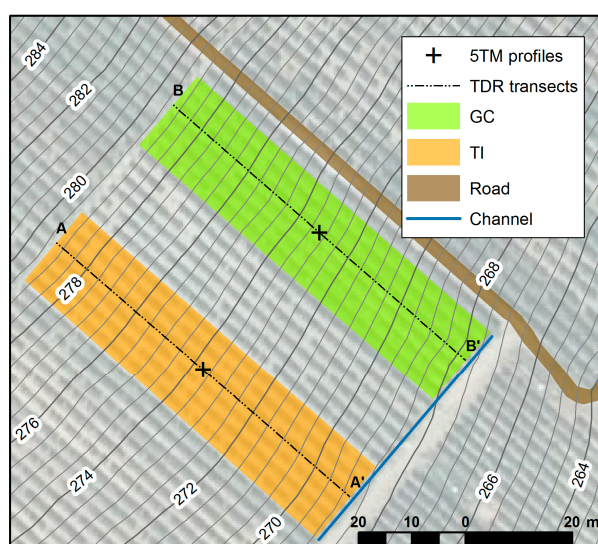 284
282
B
280
A
278
276
274
272
270
A'
B'
268
266
264
5TM profiles
TDR transects
GC
TI
Road
Channel
20 10 0 20 m